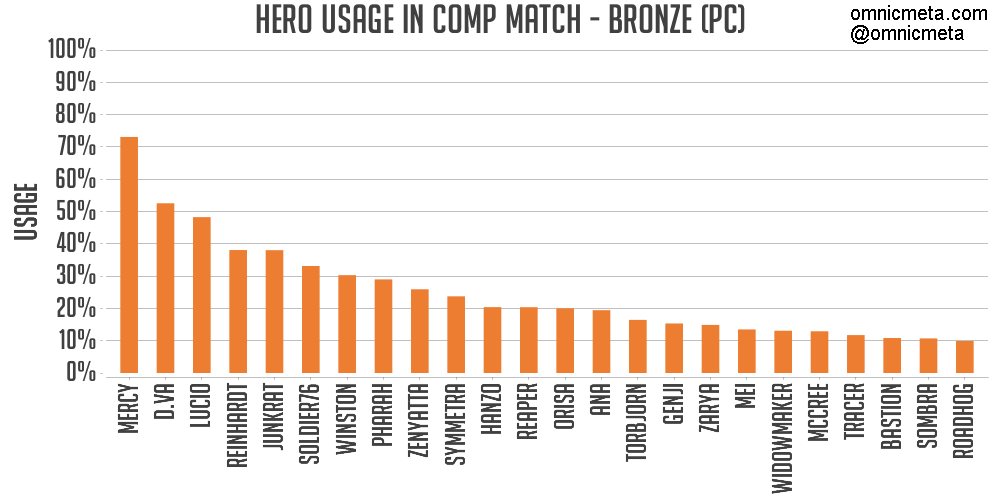 HERO USAGE IN COMP MATCH - BRONZE (PC)
omnicmeta.com
@omnicmeta
100%
90%
80%
70%
60%
50%
40%
30%
20%
10%
0%
USAGE
MERCY
D.VA
LUCIO
REINHARDT
JUNKRAT
SOLDIER76
WINSTON
PHARAH
ZENYATTA
SYMMETRA
HANZO
REAPER
ORISA
ANA
TORBJORN
GENJI
ZARYA
MEI
WIDOWMAKER
MCCREE
TRACER
BASTION
SOMBRA
ROADHOG